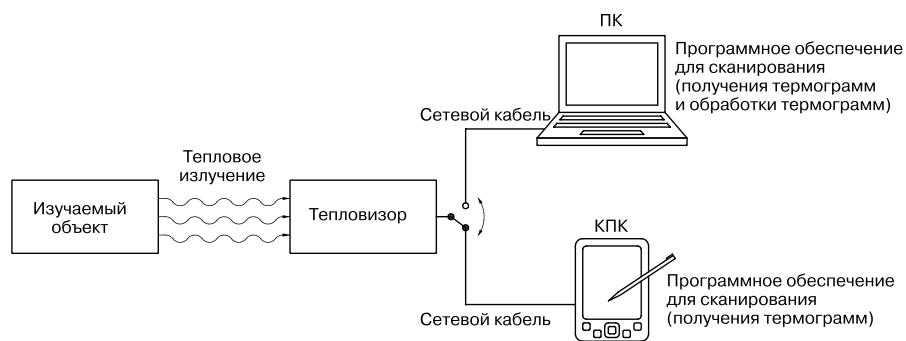 ПК
Программное обеспечение
для сканирования
(получения термограмм
и обработки термограмм)
Сетевой кабель
Тепловое
излучение
Изучаемый
объект
Тепловизор
КПК
Программное обеспечение
для сканирования
(получения термограмм)
Сетевой кабель